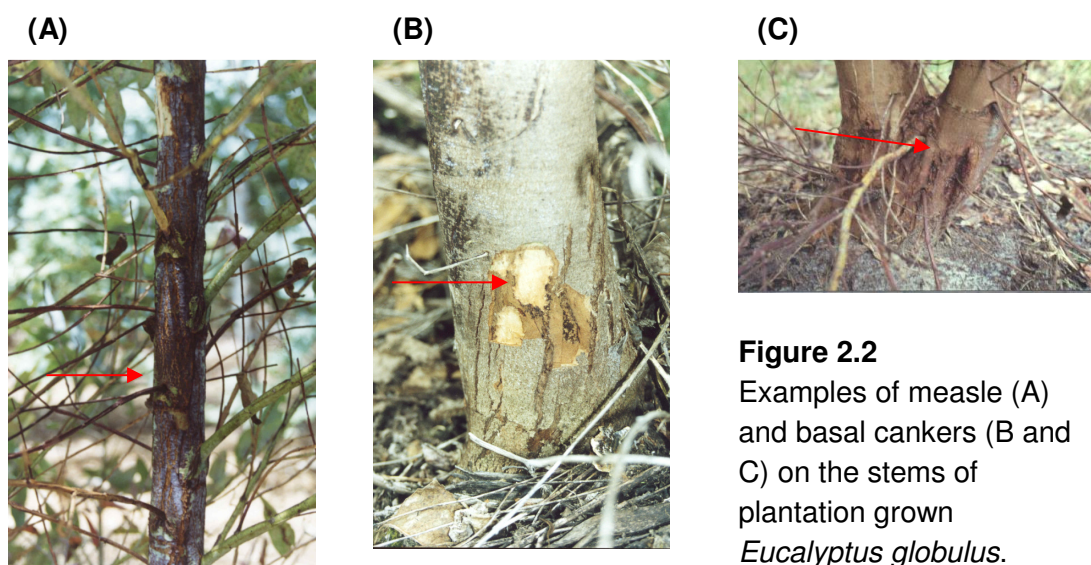 (A)
(B)
(C)
Figure 2.2
Examples of measle (A)
and basal cankers (B and
C) on the stems of
plantation grown
Eucalyptus globulus.